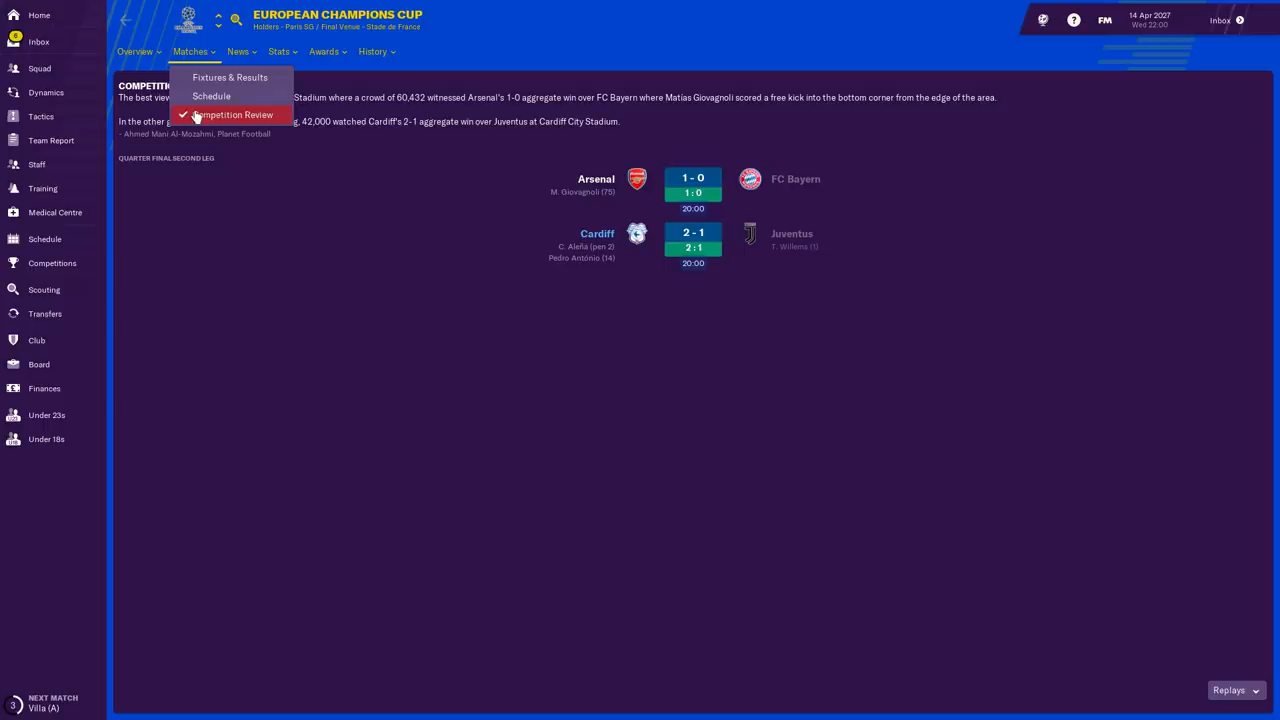 Home
EUROPEAN CHAMPIONS CUP
Holders - Paris SG / Final Venue - Stade de France
FM
14 Apr 2027
Wed 22:00
Inbox
6
Inbox
Overview
Matches
News
Stats
Awards
History
Squad
Dynamics
Tactics
Team Report
Staff
Training
Medical Centre
Schedule
Competitions
Scouting
Transfers
Club
Board
Finances
Under 23s
Under 18s
3
NEXT MATCH
Villa (A)
Fixtures & Results
Schedule
Competition Review
COMPETITI
The best view Stadium where a crowd of 60,432 witnessed Arsenal's 1-0 aggregate win over FC Bayern where Matías Giovagnoli scored a free kick into the bottom corner from the edge of the area.
In the other g g, 42,000 watched Cardiff's 2-1 aggregate win over Juventus at Cardiff City Stadium.
- Ahmed Mani Al-Mozahmi, Planet Football
QUARTER FINAL SECOND LEG
Arsenal 1 - 0 FC Bayern
M. Giovagnoli (75) 1 : 0
20:00
Cardiff 2 - 1 Juventus
C. Aleñá (pen 2) 2 : 1 T. Willems (1)
Pedro António (14)
20:00
Replays